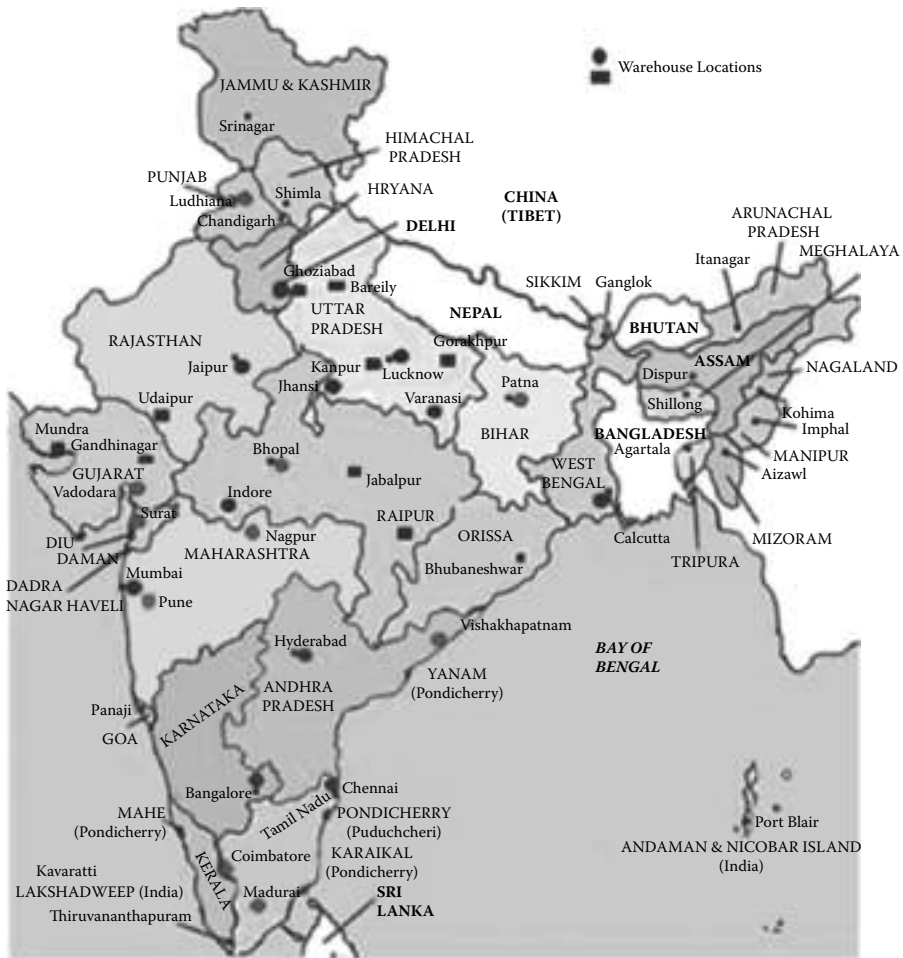 Warehouse Locations
JAMMU & KASHMIR
Srinagar
HIMACHAL
PRADESH
PUNJAB
Ludhiana
Shimla
HRYANA
Chandigarh
DELHI
CHINA
(TIBET)
ARUNACHAL
PRADESH
MEGHALAYA
Itanagar
Ghoziabad
Bareily
SIKKIM
Ganglok
UTTAR
PRADESH
NEPAL
BHUTAN
RAJASTHAN
Gorakhpur
ASSAM
NAGALAND
Jaipur
Kanpur
Lucknow
Dispur
Jhansi
Patna
Shillong
Udaipur
Varanasi
Kohima
Imphal
Mundra
Gandhinagar
BIHAR
BANGLADESH
Agartala
MANIPUR
Aizawl
Bhopal
WEST
BENGAL
GUJARAT
Vadodara
Jabalpur
Indore
Surat
RAIPUR
Nagpur
ORISSA
Calcutta
MIZORAM
DIU
DAMAN
MAHARASHTRA
TRIPURA
Bhubaneshwar
DADRA
NAGAR HAVELI
Mumbai
Pune
Vishakhapatnam
Hyderabad
BAY OF
BENGAL
YANAM
(Pondicherry)
ANDHRA
PRADESH
KARNATAKA
Panaji
GOA
Bangalore
Chennai
Tamil Nadu
MAHE
(Pondicherry)
PONDICHERRY
(Puduchcheri)
Port Blair
ANDAMAN & NICOBAR ISLAND
(India)
Coimbatore
KARAIKAL
(Pondicherry)
KERALA
Kavaratti
LAKSHADWEEP (India)
Madurai
SRI
LANKA
Thiruvananthapuram